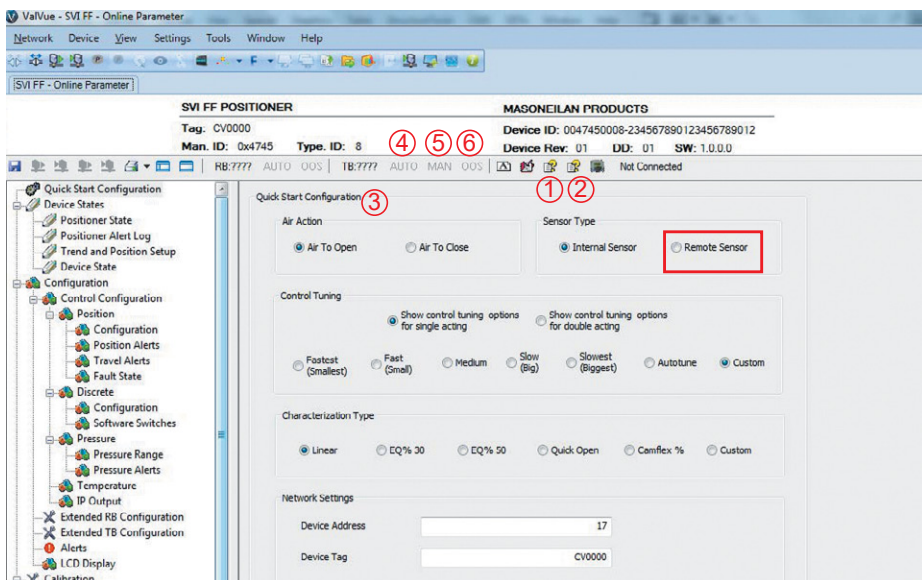 ValVue - SVI FF - Online Parameter
Network Device View Settings Tools Window Help
SVI FF - Online Parameter
SVI FF POSITIONER MASONEILAN PRODUCTS
Tag: CV0000 Device ID: 0047450008-234567890123456789012
Man. ID: 0x4745 Type. ID: 8 Device Rev: 01 DD: 01 SW: 1.0.0.0
④ ⑤ ⑥
RB:???? AUTO OOS TB:???? AUTO MAN OOS Not Connected
① ②
Quick Start Configuration
Device States
Positioner State
Positioner Alert Log
Trend and Position Setup
Device State
Configuration
Control Configuration
Position
Configuration
Position Alerts
Travel Alerts
Fault State
Discrete
Configuration
Software Switches
Pressure
Pressure Range
Pressure Alerts
Temperature
IP Output
Extended RB Configuration
Extended TB Configuration
Alerts
LCD Display
Calibration
Quick Start Configuration ③
Air Action
Air To Open Air To Close
Sensor Type
Internal Sensor Remote Sensor
Control Tuning
Show control tuning options for single acting
Show control tuning options for double acting
Fastest (Smallest) Fast (Small) Medium Slow (Big) Slowest (Biggest) Autotune Custom
Characterization Type
Linear EQ% 30 EQ% 50 Quick Open Camflex % Custom
Network Settings
Device Address 17
Device Tag CV0000